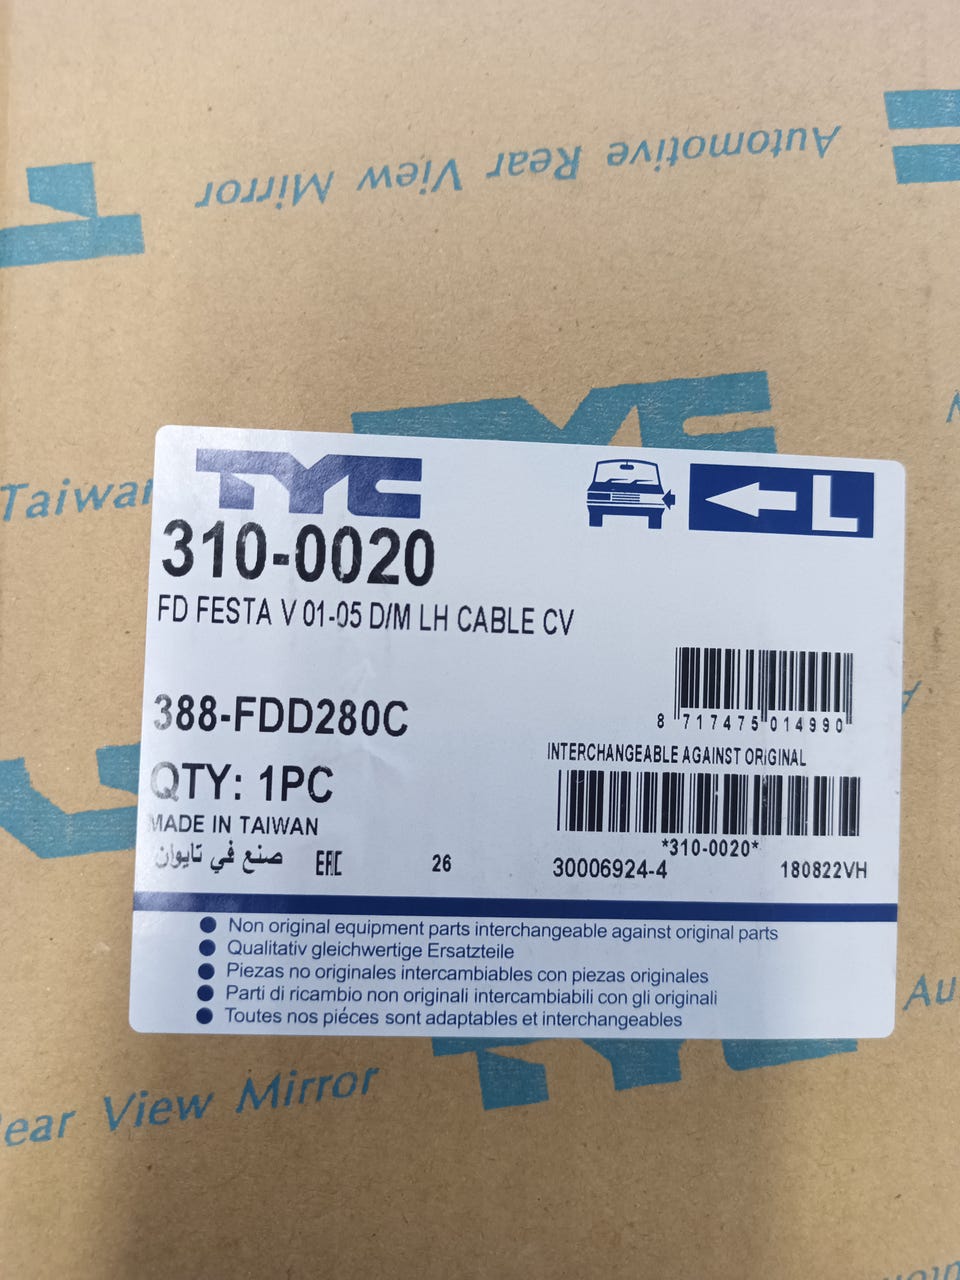 Automotive Rear View Mirror
TYC
Taiwan
TYC
L
310-0020
FD FESTA V 01-05 D/M LH CABLE CV
388-FDD280C
8 717475 014990
INTERCHANGEABLE AGAINST ORIGINAL
QTY: 1PC
MADE IN TAIWAN
*310-0020*
صنع في تايوان EAC 26 30006924-4 180822VH
Non original equipment parts interchangeable against original parts
Qualitativ gleichwertige Ersatzteile
Piezas no originales intercambiables con piezas originales
Parti di ricambio non originali intercambiabili con gli originali
Toutes nos piéces sont adaptables et interchangeables
Rear View Mirror